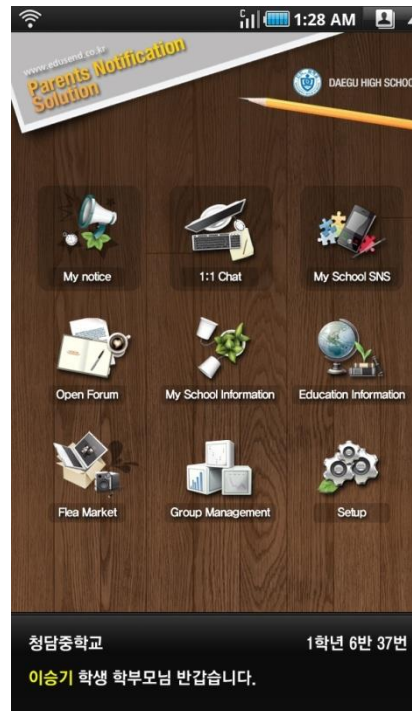 1:28 AM
www.edusend.co.kr
Parents Notification
Solution
DAEGU HIGH SCHOO
My notice
1:1 Chat
My School SNS
Open Forum
My School Information
Education Information
Flea Market
Group Management
Setup
청담중학교 1학년 6반 37번
이승기 학생 학부모님 반갑습니다.